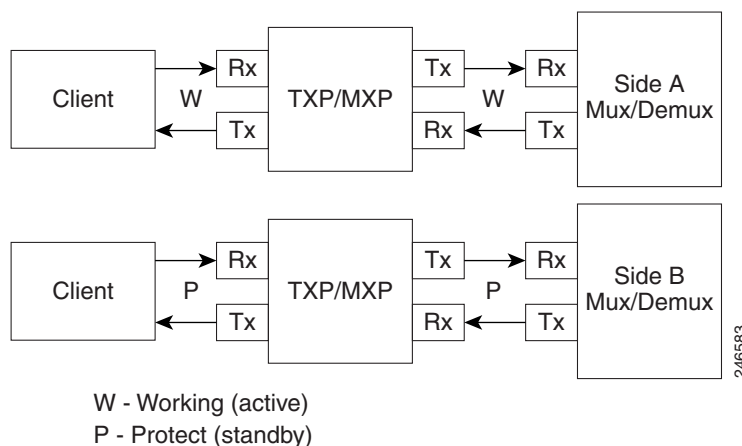 Client
W
Rx
Tx
TXP/MXP
Tx
Rx
W
Rx
Tx
Side A
Mux/Demux
Client
P
Rx
Tx
TXP/MXP
Tx
Rx
P
Rx
Tx
Side B
Mux/Demux
246583
W - Working (active)
P - Protect (standby)